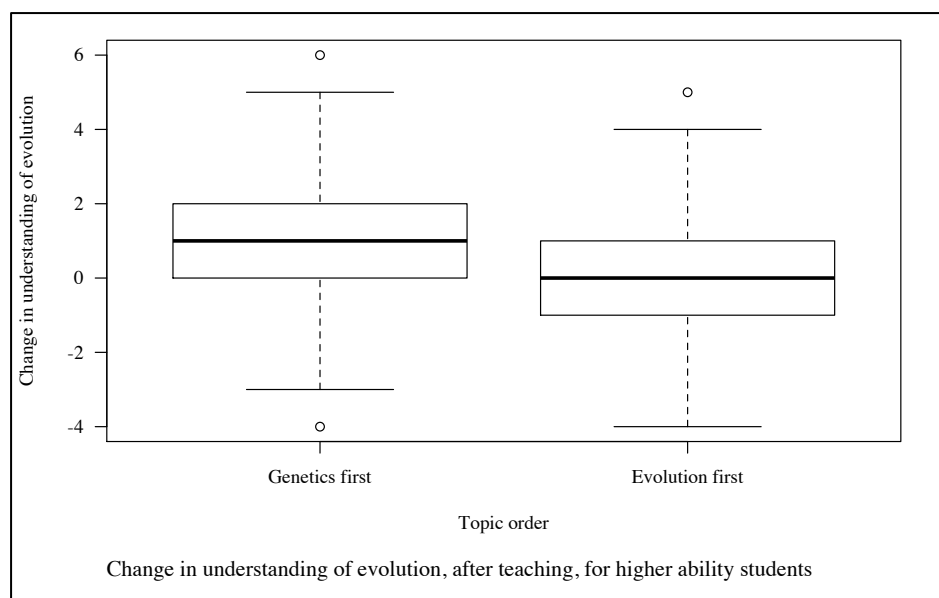 6
4
2
0
-2
-4
Change in understanding of evolution
Genetics first
Evolution first
Topic order
Change in understanding of evolution, after teaching, for higher ability students